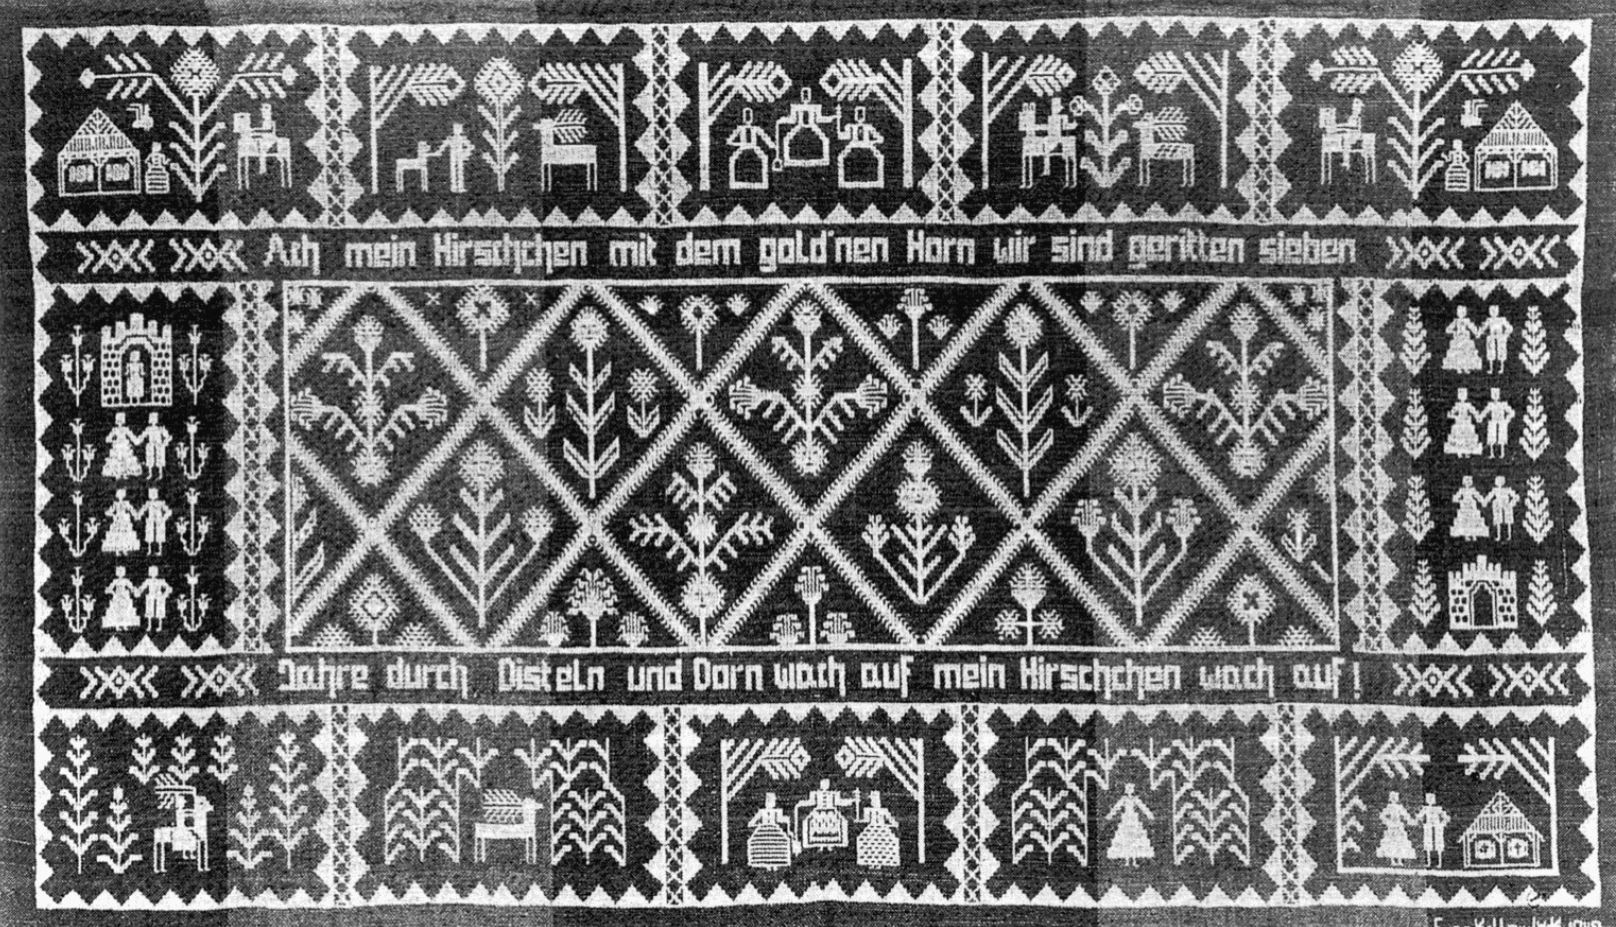 Ach mein Hirschchen mit dem gold'nen Horn wir sind geritten sieben
Jahre durch Disteln und Dorn wach auf mein Hirschchen wach auf!